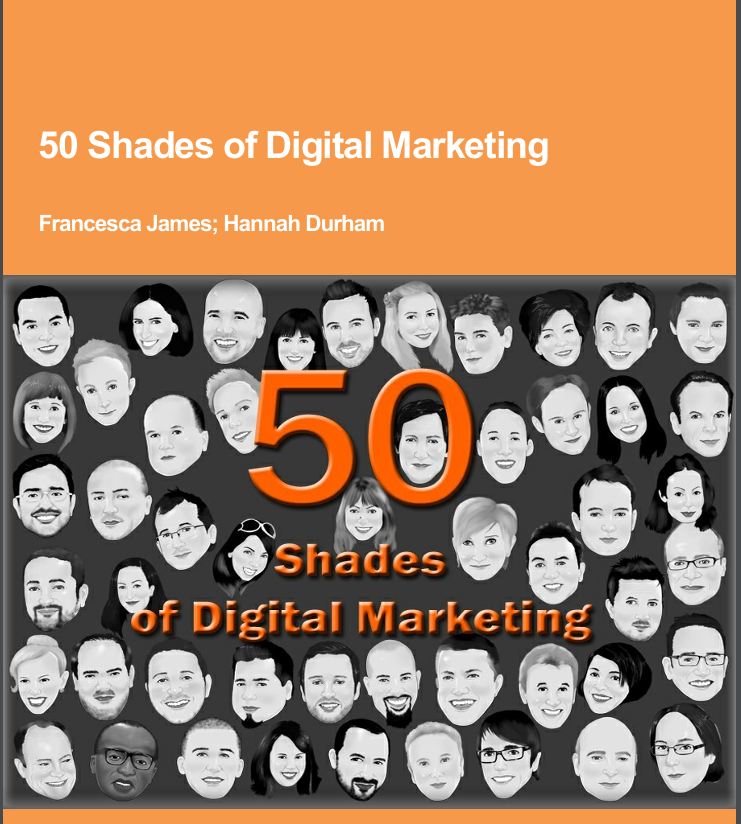 50 Shades of Digital Marketing
Francesca James; Hannah Durham
50
Shades
of Digital Marketing